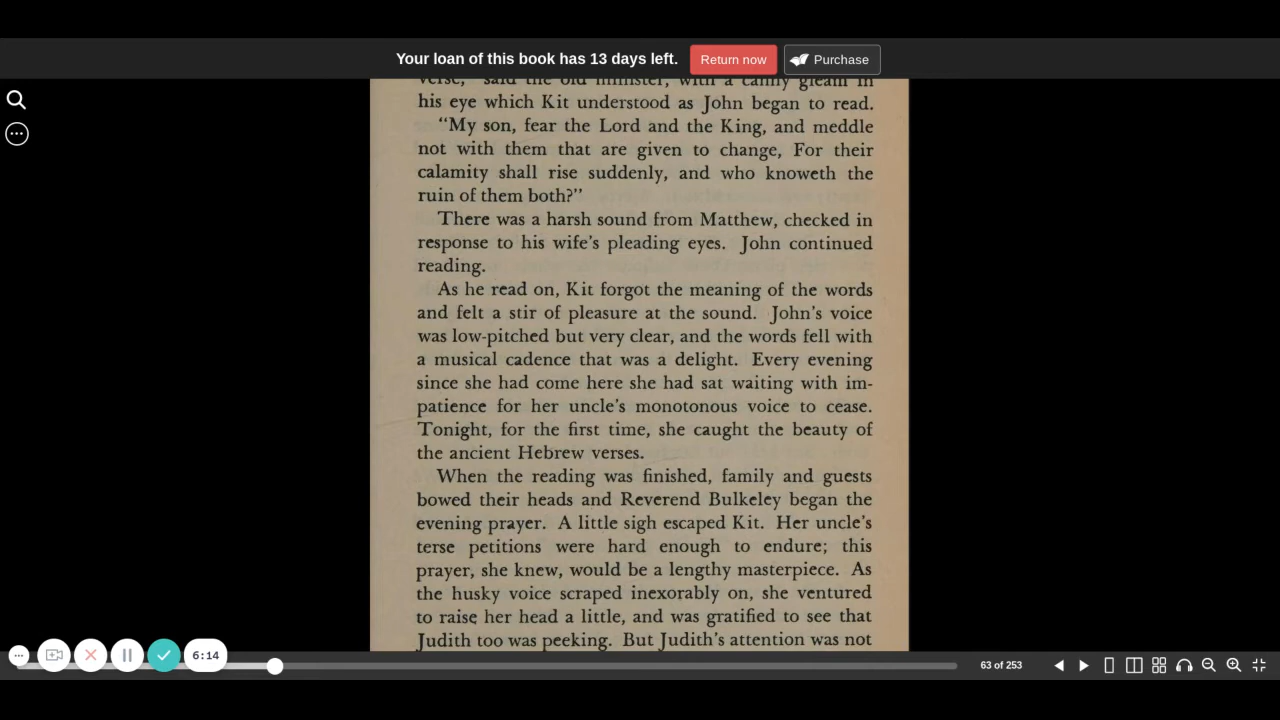 Your loan of this book has 13 days left. Return now Purchase
verse," said the old minister, with a canny gleam in
his eye which Kit understood as John began to read.
“My son, fear the Lord and the King, and meddle
not with them that are given to change, For their
calamity shall rise suddenly, and who knoweth the
ruin of them both?”
There was a harsh sound from Matthew, checked in
response to his wife’s pleading eyes. John continued
reading.
As he read on, Kit forgot the meaning of the words
and felt a stir of pleasure at the sound. John’s voice
was low-pitched but very clear, and the words fell with
a musical cadence that was a delight. Every evening
since she had come here she had sat waiting with im-
patience for her uncle’s monotonous voice to cease.
Tonight, for the first time, she caught the beauty of
the ancient Hebrew verses.
When the reading was finished, family and guests
bowed their heads and Reverend Bulkeley began the
evening prayer. A little sigh escaped Kit. Her uncle’s
terse petitions were hard enough to endure; this
prayer, she knew, would be a lengthy masterpiece. As
the husky voice scraped inexorably on, she ventured
to raise her head a little, and was gratified to see that
Judith too was peeking. But Judith’s attention was not
6:14
63 of 253